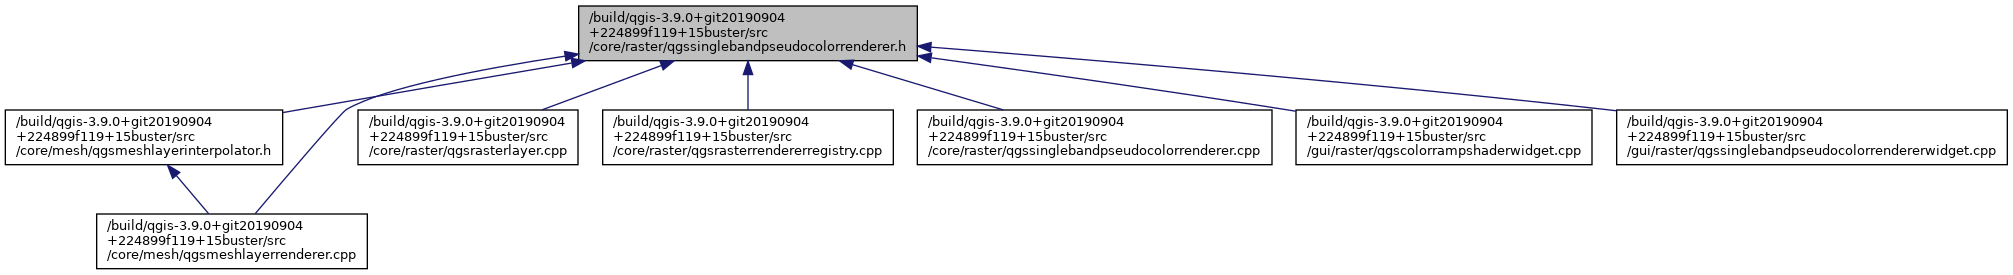 /build/qgis-3.9.0+git20190904
+224899f119+15buster/src
/core/raster/qgssinglebandpseudocolorrenderer.h
/build/qgis-3.9.0+git20190904
+224899f119+15buster/src
/core/mesh/qgsmeshlayerinterpolator.h
/build/qgis-3.9.0+git20190904
+224899f119+15buster/src
/core/raster/qgsrasterlayer.cpp
/build/qgis-3.9.0+git20190904
+224899f119+15buster/src
/core/raster/qgsrasterrendererregistry.cpp
/build/qgis-3.9.0+git20190904
+224899f119+15buster/src
/core/raster/qgssinglebandpseudocolorrenderer.cpp
/build/qgis-3.9.0+git20190904
+224899f119+15buster/src
/gui/raster/qgscolorrampshaderwidget.cpp
/build/qgis-3.9.0+git20190904
+224899f119+15buster/src
/gui/raster/qgssinglebandpseudocolorrendererwidget.cpp
/build/qgis-3.9.0+git20190904
+224899f119+15buster/src
/core/mesh/qgsmeshlayerrenderer.cpp